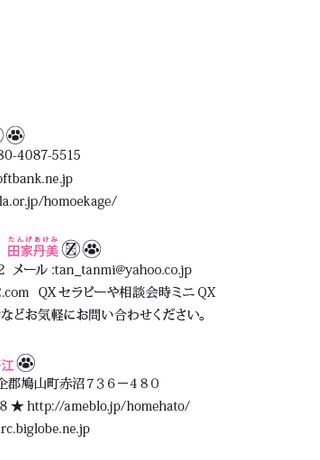 80-4087-5515
oftbank.ne.jp
la.or.jp/homoekage/
たんげあけみ
田家丹美
2 メール :tan_tanmi@yahoo.co.jp
.com QX セラピーや相談会時ミニ QX
などお気軽にお問い合わせください。
江
企郡鳩山町赤沼７３６－４８０
8 ★ http://ameblo.jp/homehato/
rc.biglobe.ne.jp